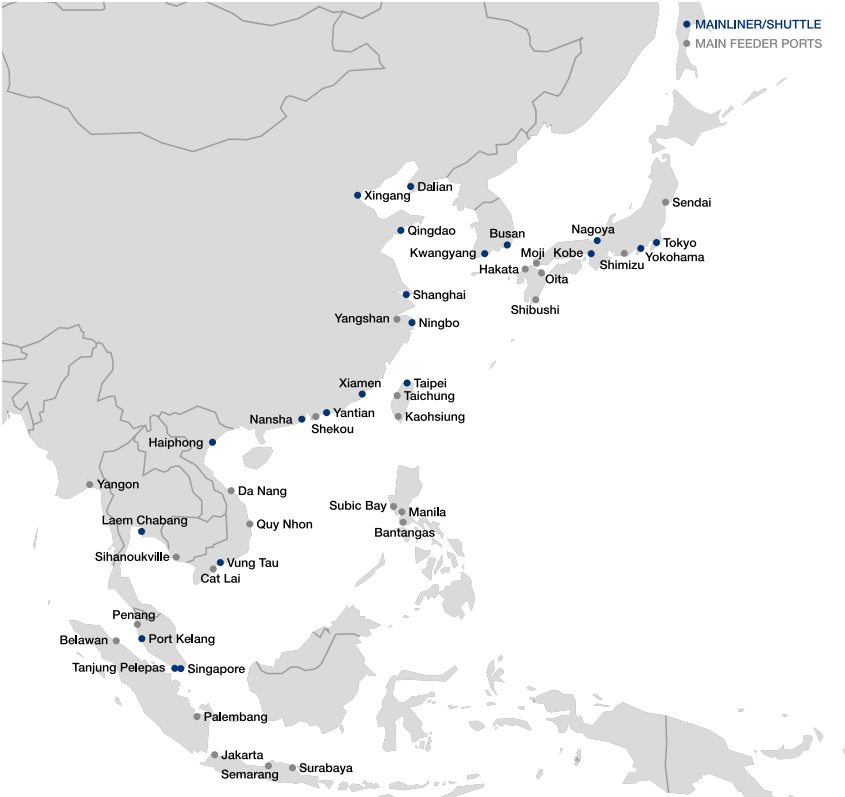 MAINLINER/SHUTTLE
MAIN FEEDER PORTS
Dalian
Xingang
Sendai
Qingdao
Busan
Nagoya
Tokyo
Kwangyang
Moji
Kobe
Yokohama
Shimizu
Hakata
Oita
Shanghai
Shibushi
Yangshan
Ningbo
Xiamen
Taipei
Taichung
Nansha
Yantian
Kaohsiung
Shekou
Haiphong
Yangon
Da Nang
Subic Bay
Manila
Laem Chabang
Quy Nhon
Bantangas
Sihanoukville
Vung Tau
Cat Lai
Penang
Belawan
Port Kelang
Tanjung Pelepas
Singapore
Palembang
Jakarta
Semarang
Surabaya